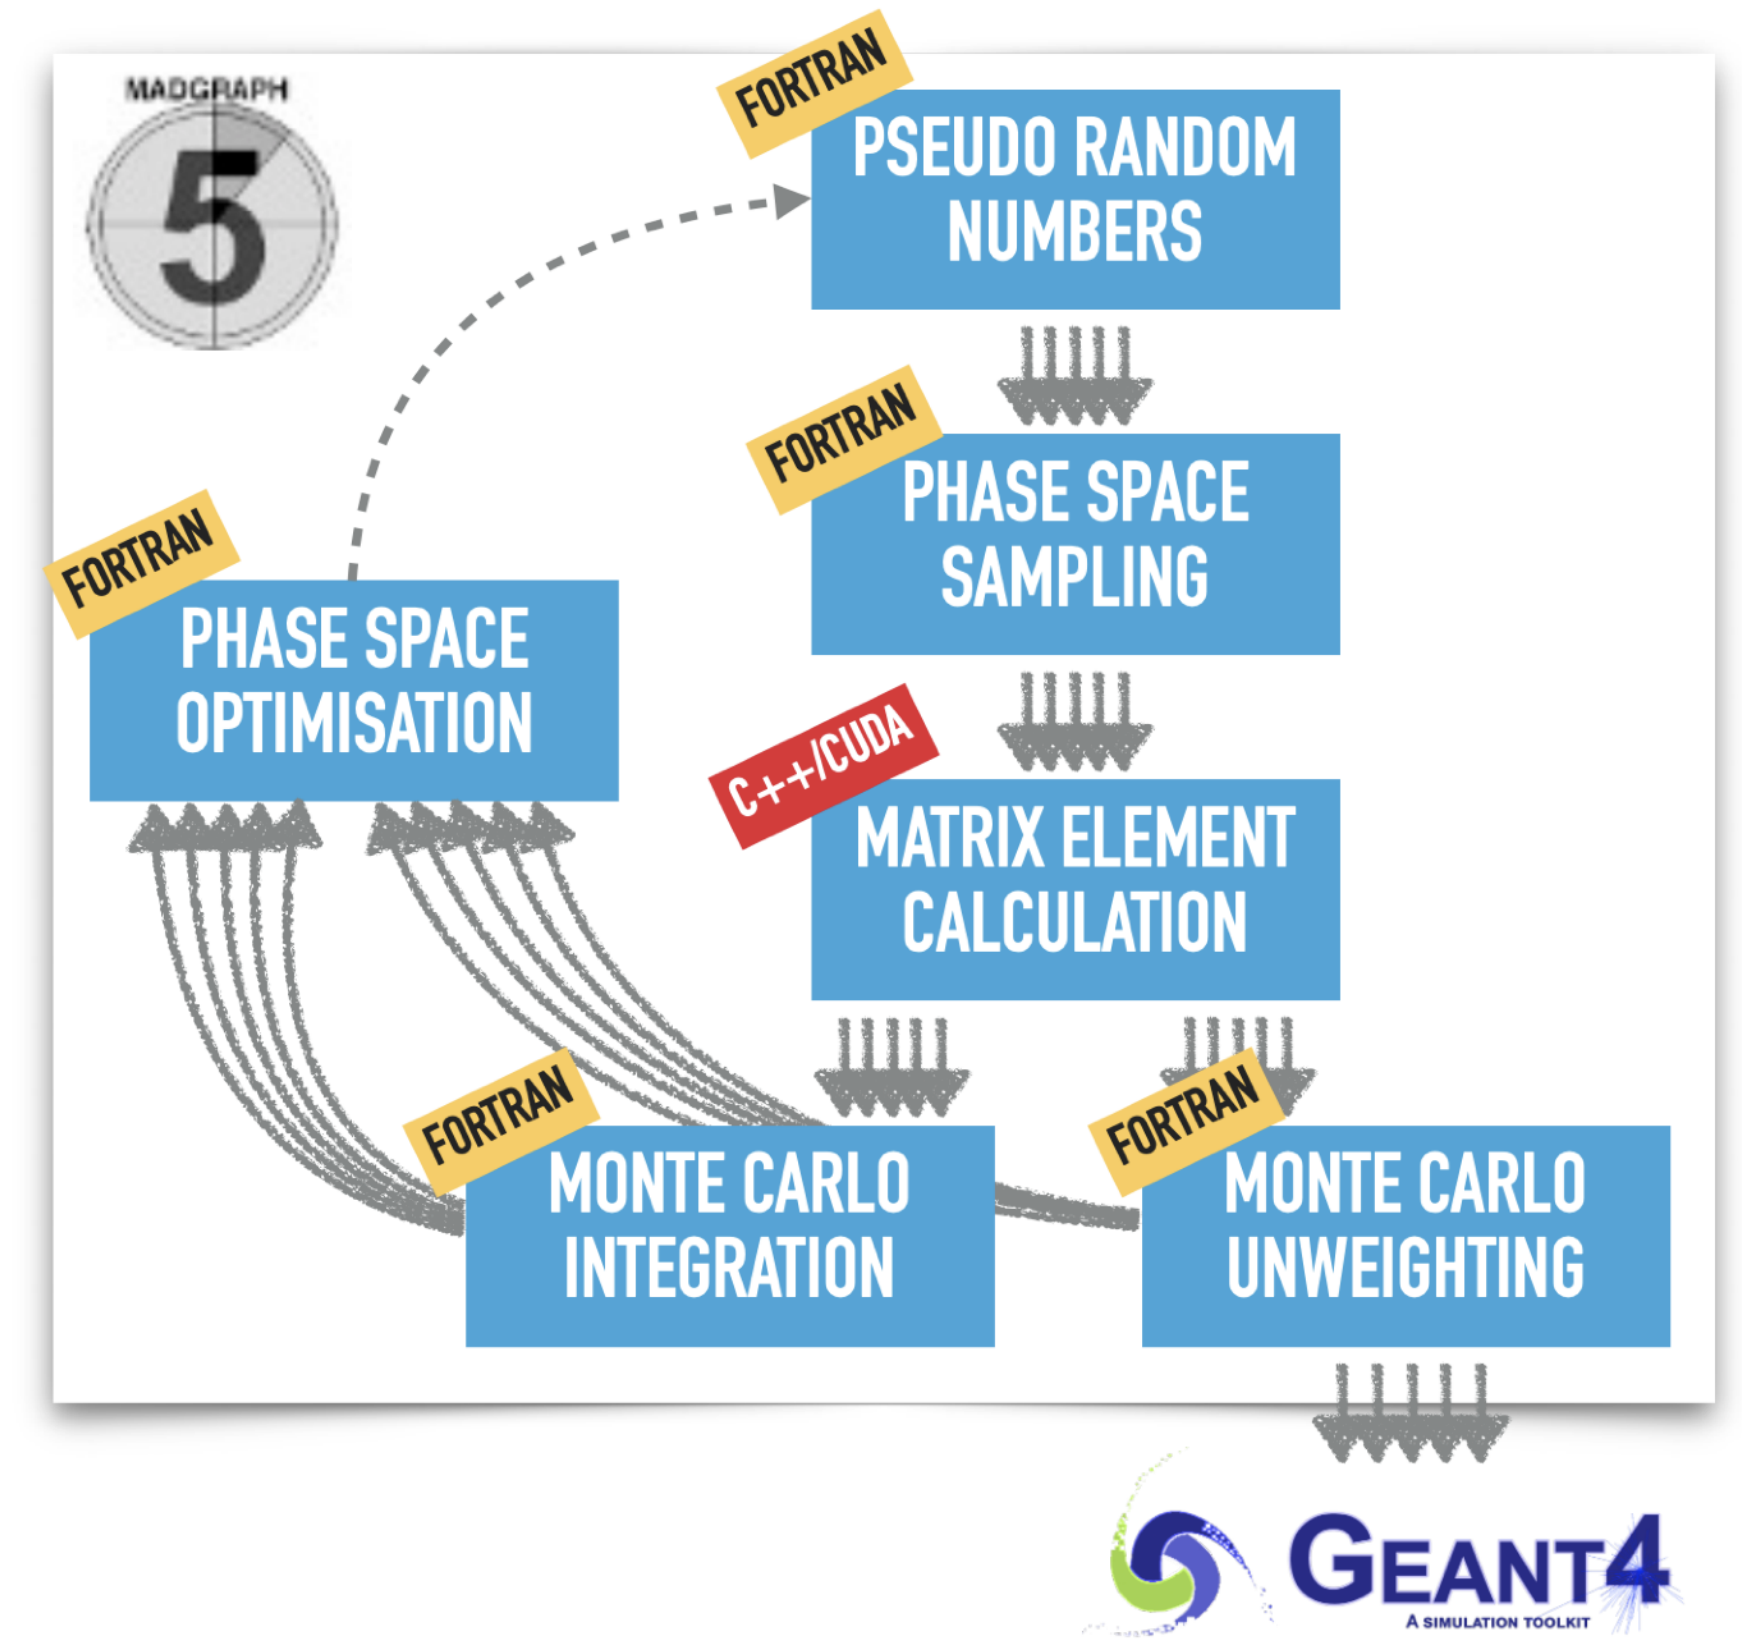 MADGRAPH
5
FORTRAN
PSEUDO RANDOM
NUMBERS
FORTRAN
PHASE SPACE
SAMPLING
FORTRAN
PHASE SPACE
OPTIMISATION
C++/CUDA
MATRIX ELEMENT
CALCULATION
FORTRAN
MONTE CARLO
INTEGRATION
FORTRAN
MONTE CARLO
UNWEIGHTING
GEANT4
A SIMULATION TOOLKIT